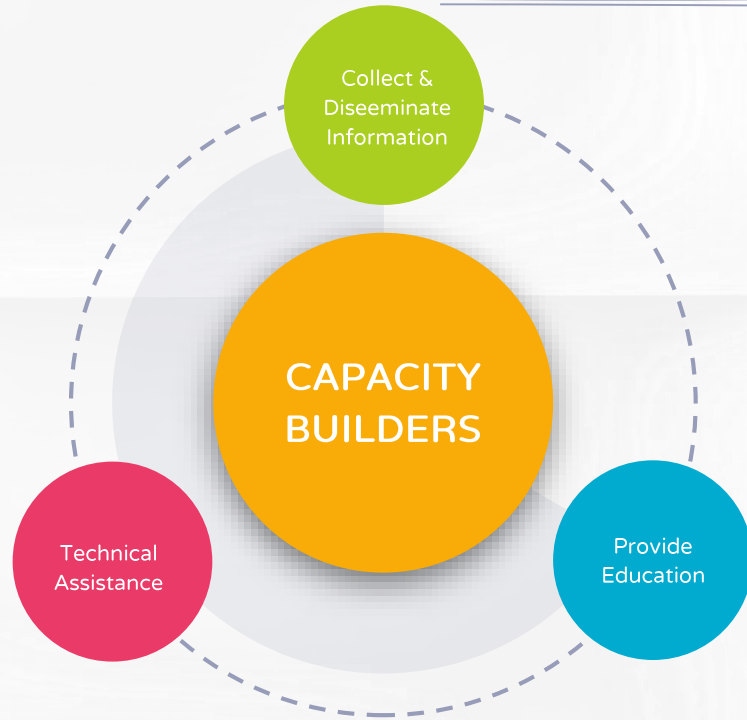 Collect &
Diseeminate
Information
CAPACITY
BUILDERS
Technical
Assistance
Provide
Education